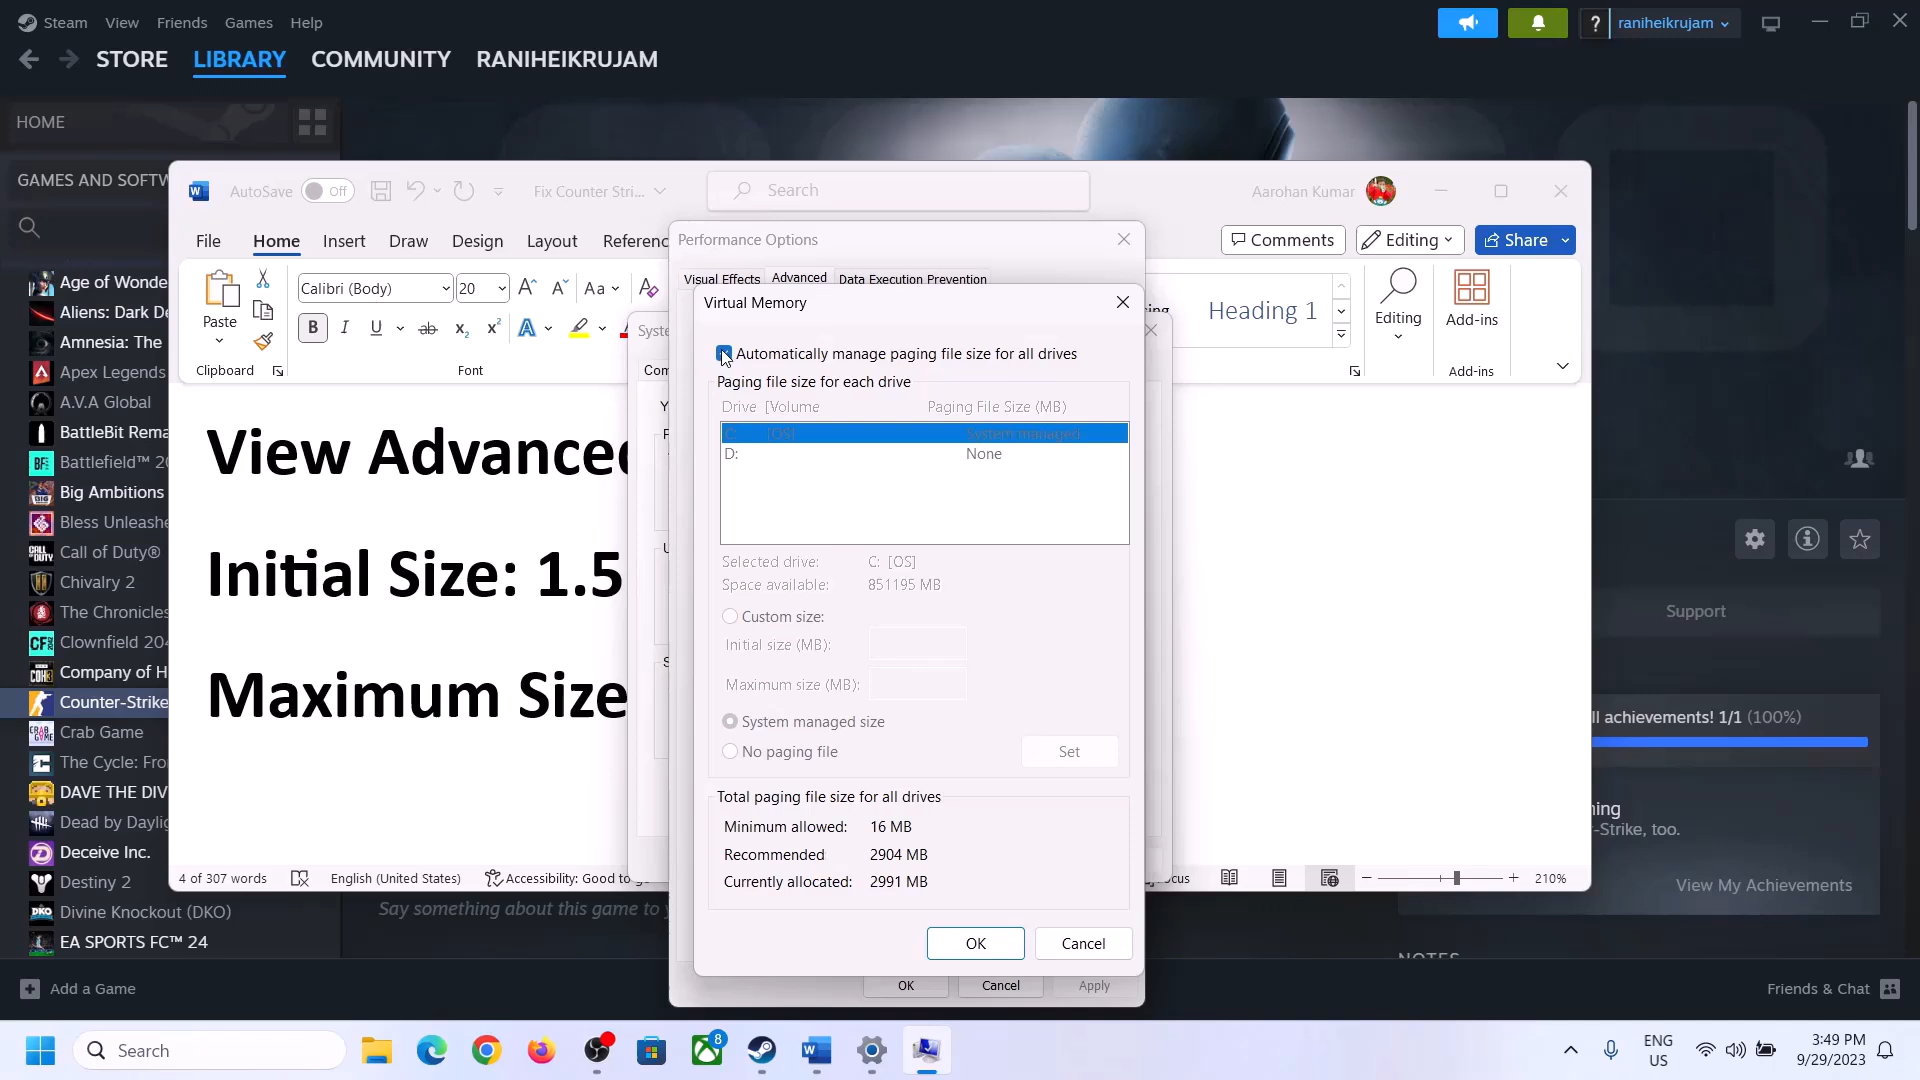 Steam View Friends Games Help
raniheikrujam
STORE LIBRARY COMMUNITY RANIHEIKRUJAM
HOME
GAMES AND SOFTW
Age of Wonde
Aliens: Dark De
Amnesia: The
Apex Legends
A.V.A Global
BattleBit Rema
Battlefield™ 20
Big Ambitions
Bless Unleashe
Call of Duty®
Chivalry 2
The Chronicles
Clownfield 204
Company of H
Counter-Strike
Crab Game
The Cycle: Fro
DAVE THE DIV
Dead by Daylig
Deceive Inc.
Destiny 2
Divine Knockout (DKO)
EA SPORTS FC™ 24
Add a Game
AutoSave Off Fix Counter Stri... Search Aarohan Kumar
File Home Insert Draw Design Layout Referenc Comments Editing Share
Paste
Clipboard
Calibri (Body) 20
Font
Heading 1
Editing
Add-ins
Add-ins
View Advanced
Initial Size: 1.5
Maximum Size
4 of 307 words English (United States) Accessibility: Good to g 210%
Performance Options
Visual Effects Advanced Data Execution Prevention
Syste
Com
Virtual Memory
Automatically manage paging file size for all drives
Paging file size for each drive
Drive [Volume Paging File Size (MB)
C: [OS] System managed
D: None
Selected drive: C: [OS]
Space available: 851195 MB
Custom size:
Initial size (MB):
Maximum size (MB):
System managed size
No paging file Set
Total paging file size for all drives
Minimum allowed: 16 MB
Recommended 2904 MB
Currently allocated: 2991 MB
OK Cancel
OK Cancel Apply
Support
ll achievements! 1/1 (100%)
-Strike, too.
View My Achievements
Say something about this game to y
NOTES
Friends & Chat
Search
8
ENG
US
3:49 PM
9/29/2023